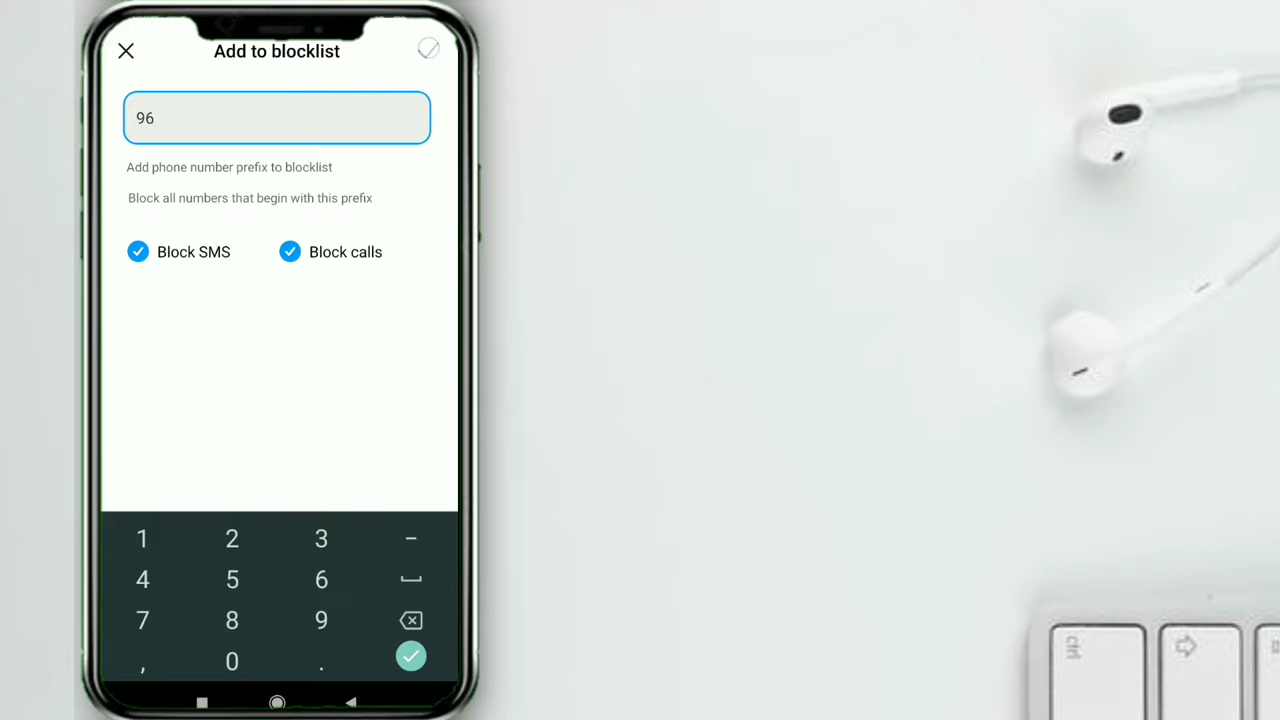 Add to blocklist
96
Add phone number prefix to blocklist
Block all numbers that begin with this prefix
Block SMS Block calls
1 2 3 -
4 5 6
7 8 9
, 0 .
ctrl